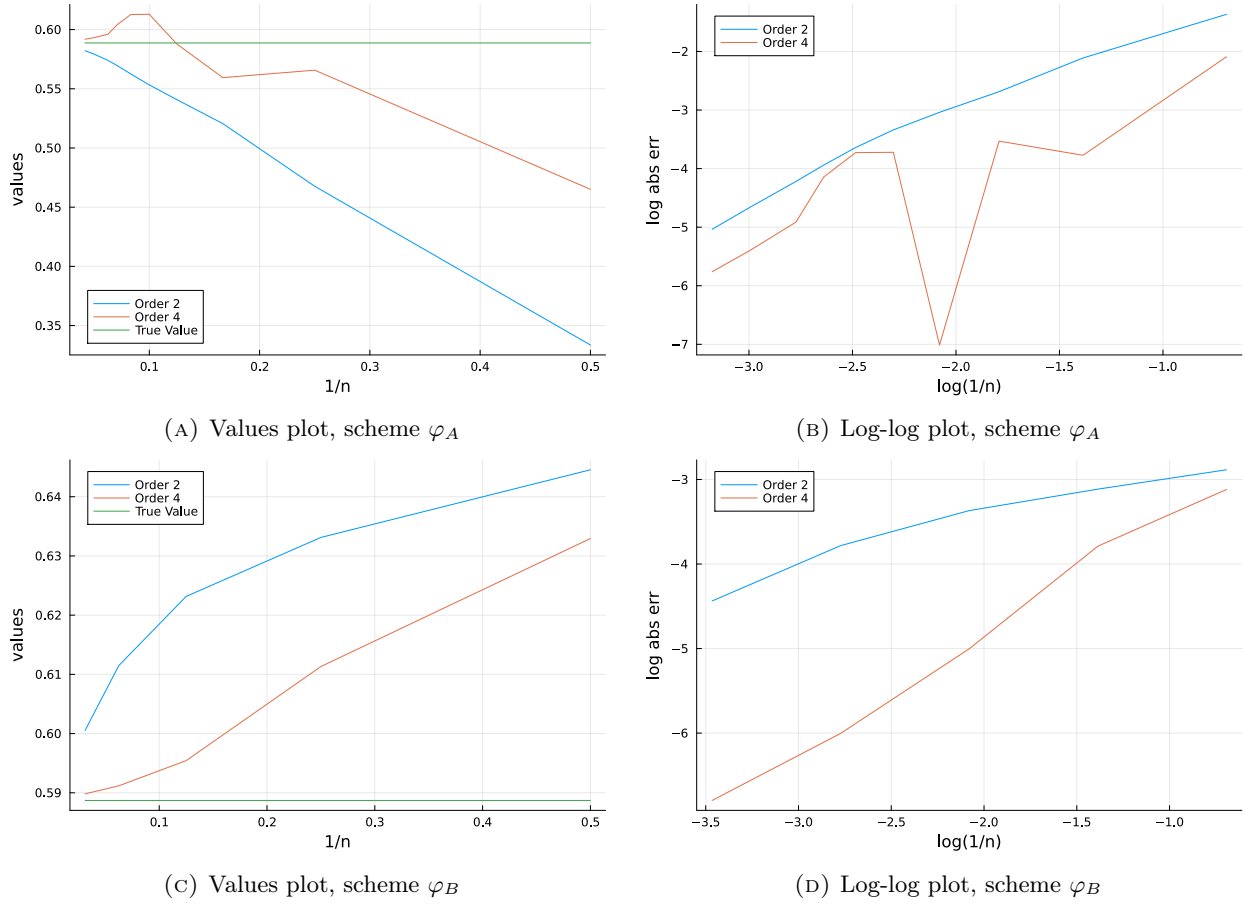 0.60
0.55
0.50
0.45
0.40
0.35
values
Order 2
Order 4
True Value
0.1 0.2 0.3 0.4 0.5
1/n
(A) Values plot, scheme φ_A
−2
−3
−4
−5
−6
−7
log abs err
Order 2
Order 4
−3.0 −2.5 −2.0 −1.5 −1.0
log(1/n)
(B) Log-log plot, scheme φ_A
0.64
0.63
0.62
0.61
0.60
0.59
values
Order 2
Order 4
True Value
0.1 0.2 0.3 0.4 0.5
1/n
(C) Values plot, scheme φ_B
−3
−4
−5
−6
log abs err
Order 2
Order 4
−3.5 −3.0 −2.5 −2.0 −1.5 −1.0
log(1/n)
(D) Log-log plot, scheme φ_B